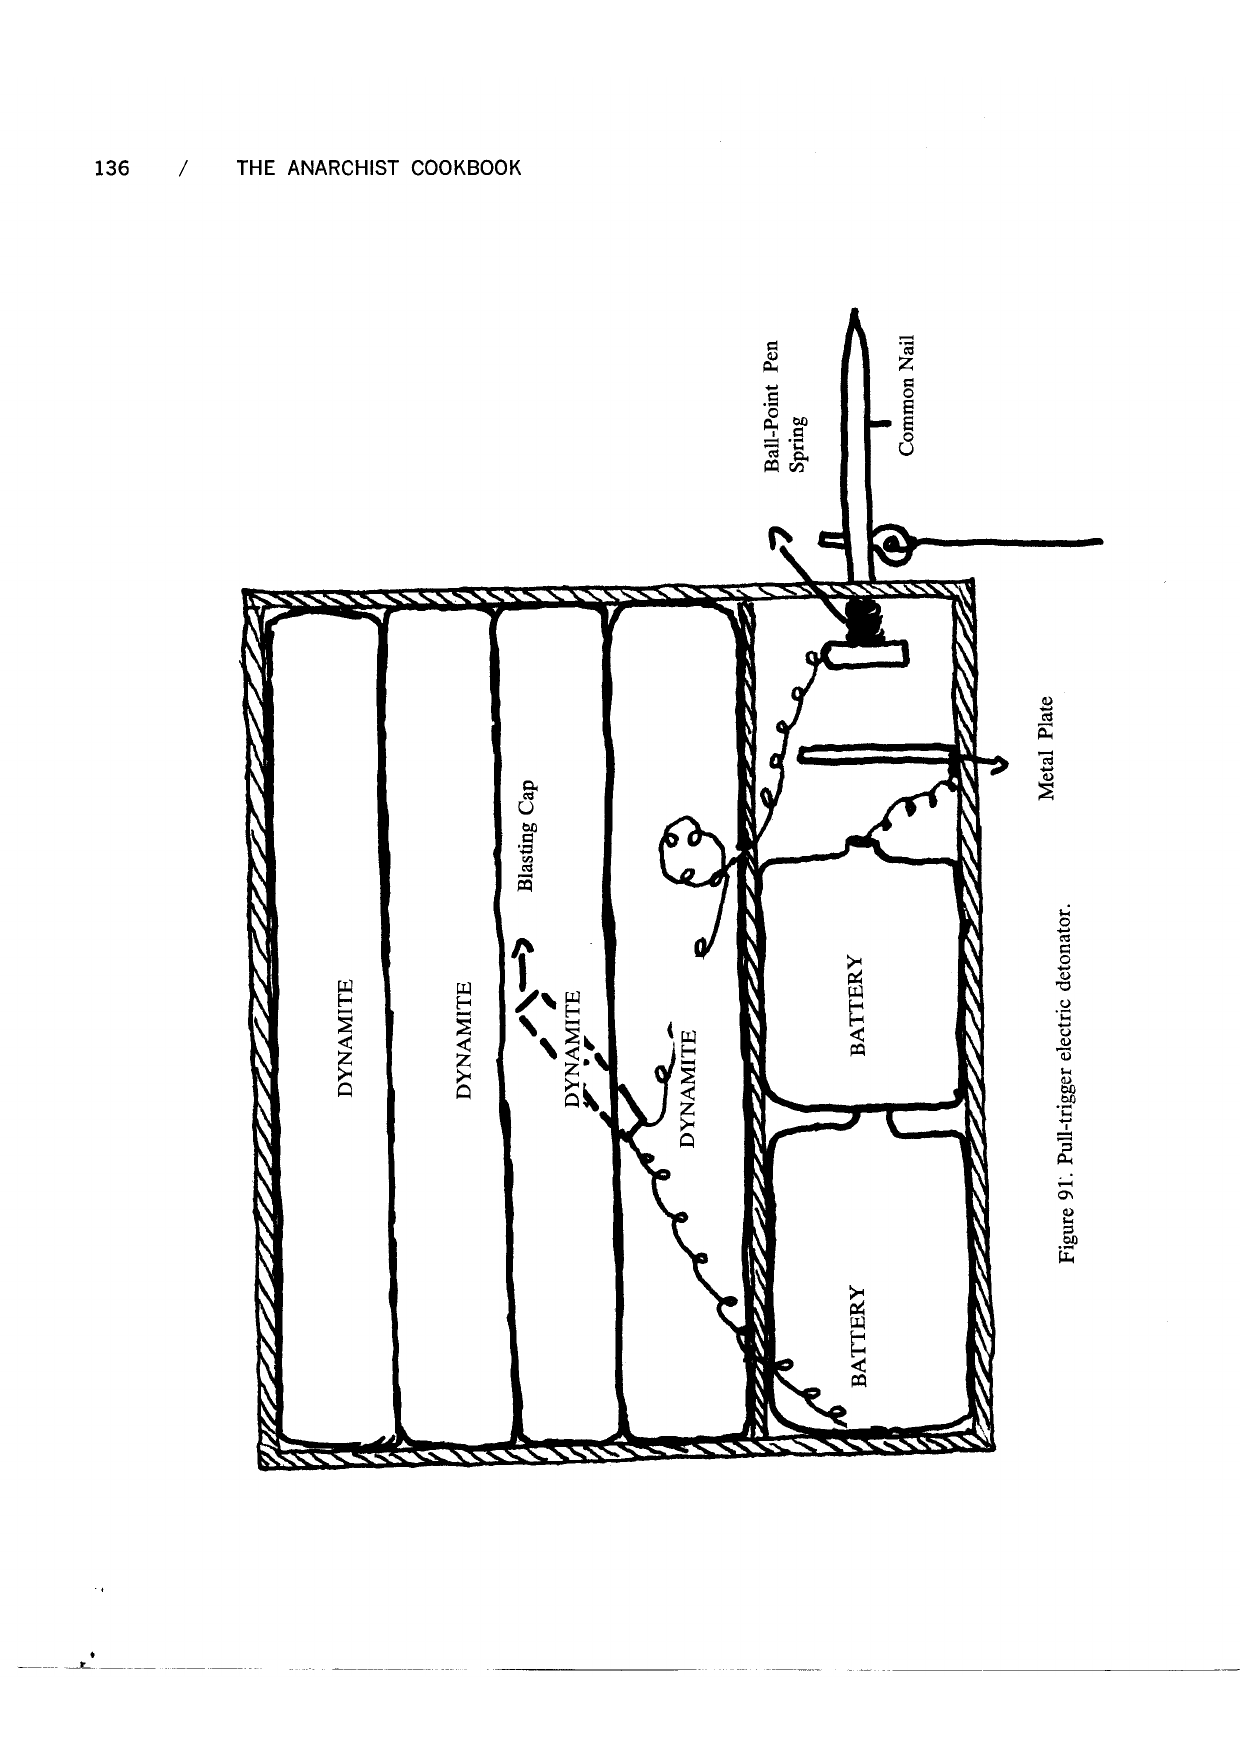 136 / THE ANARCHIST COOKBOOK
Ball-Point Pen
Spring
Common Nail
Metal Plate
Blasting Cap
DYNAMITE
DYNAMITE
DYNAMITE
DYNAMITE
BATTERY
BATTERY
Figure 91. Pull-trigger electric detonator.